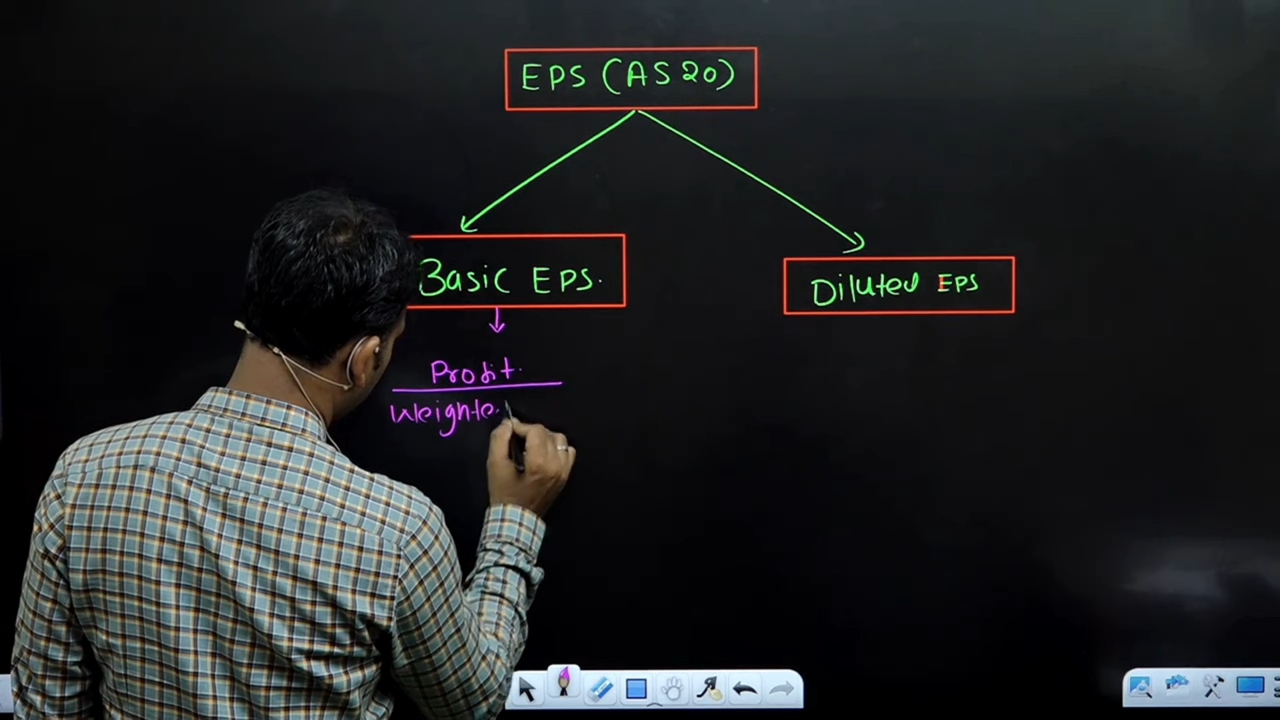 EPS (AS 20)
Basic EPS.
Diluted EPS
Profit.
Weighte